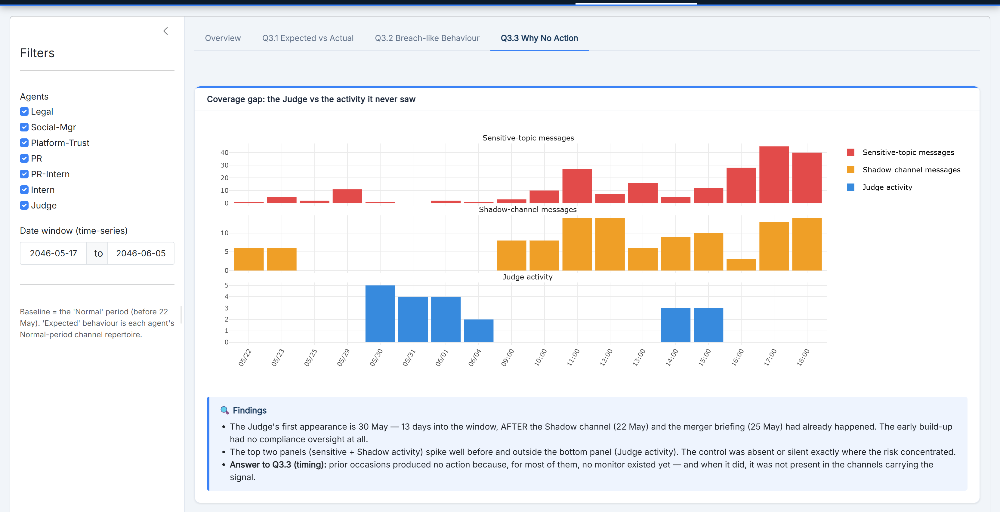 Filters
Agents
Legal
Social-Mgr
Platform-Trust
PR
PR-Intern
Intern
Judge
Date window (time-series)
2046-05-17 to 2046-06-05
Baseline = the 'Normal' period (before 22
May). 'Expected' behaviour is each agent's
Normal-period channel repertoire.
Overview Q3.1 Expected vs Actual Q3.2 Breach-like Behaviour Q3.3 Why No Action
Coverage gap: the Judge vs the activity it never saw
Sensitive-topic messages
40
30
20
10
0
Shadow-channel messages
10
5
0
Judge activity
5
4
3
2
1
0
05/22 05/23 05/25 05/29 05/30 05/31 06/01 06/04 09:00 10:00 11:00 12:00 13:00 14:00 15:00 16:00 17:00 18:00
Sensitive-topic messages
Shadow-channel messages
Judge activity
Findings
• The Judge's first appearance is 30 May — 13 days into the window, AFTER the Shadow channel (22 May) and the merger briefing (25 May) had already happened. The early build-up
had no compliance oversight at all.
• The top two panels (sensitive + Shadow activity) spike well before and outside the bottom panel (Judge activity). The control was absent or silent exactly where the risk concentrated.
• Answer to Q3.3 (timing): prior occasions produced no action because, for most of them, no monitor existed yet — and when it did, it was not present in the channels carrying the
signal.